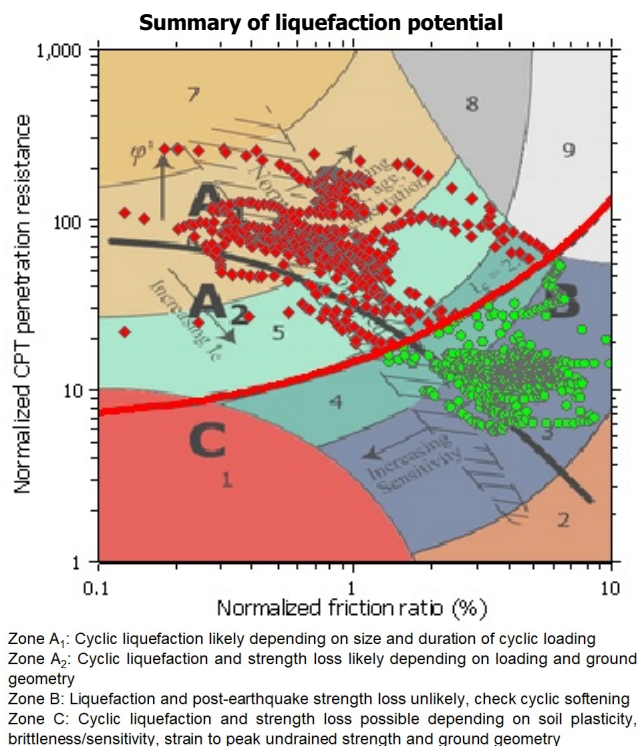 Summary of liquefaction potential
1,000
7
8
9
φ'
A1
100
A2
B
Increasing Ic
5
10
4
C
1
3
Increasing
Sensitivity
2
1
0.1
1
10
Normalized CPT penetration resistance
Normalized friction ratio (%)
Zone A1: Cyclic liquefaction likely depending on size and duration of cyclic loading
Zone A2: Cyclic liquefaction and strength loss likely depending on loading and ground
geometry
Zone B: Liquefaction and post-earthquake strength loss unlikely, check cyclic softening
Zone C: Cyclic liquefaction and strength loss possible depending on soil plasticity,
brittleness/sensitivity, strain to peak undrained strength and ground geometry